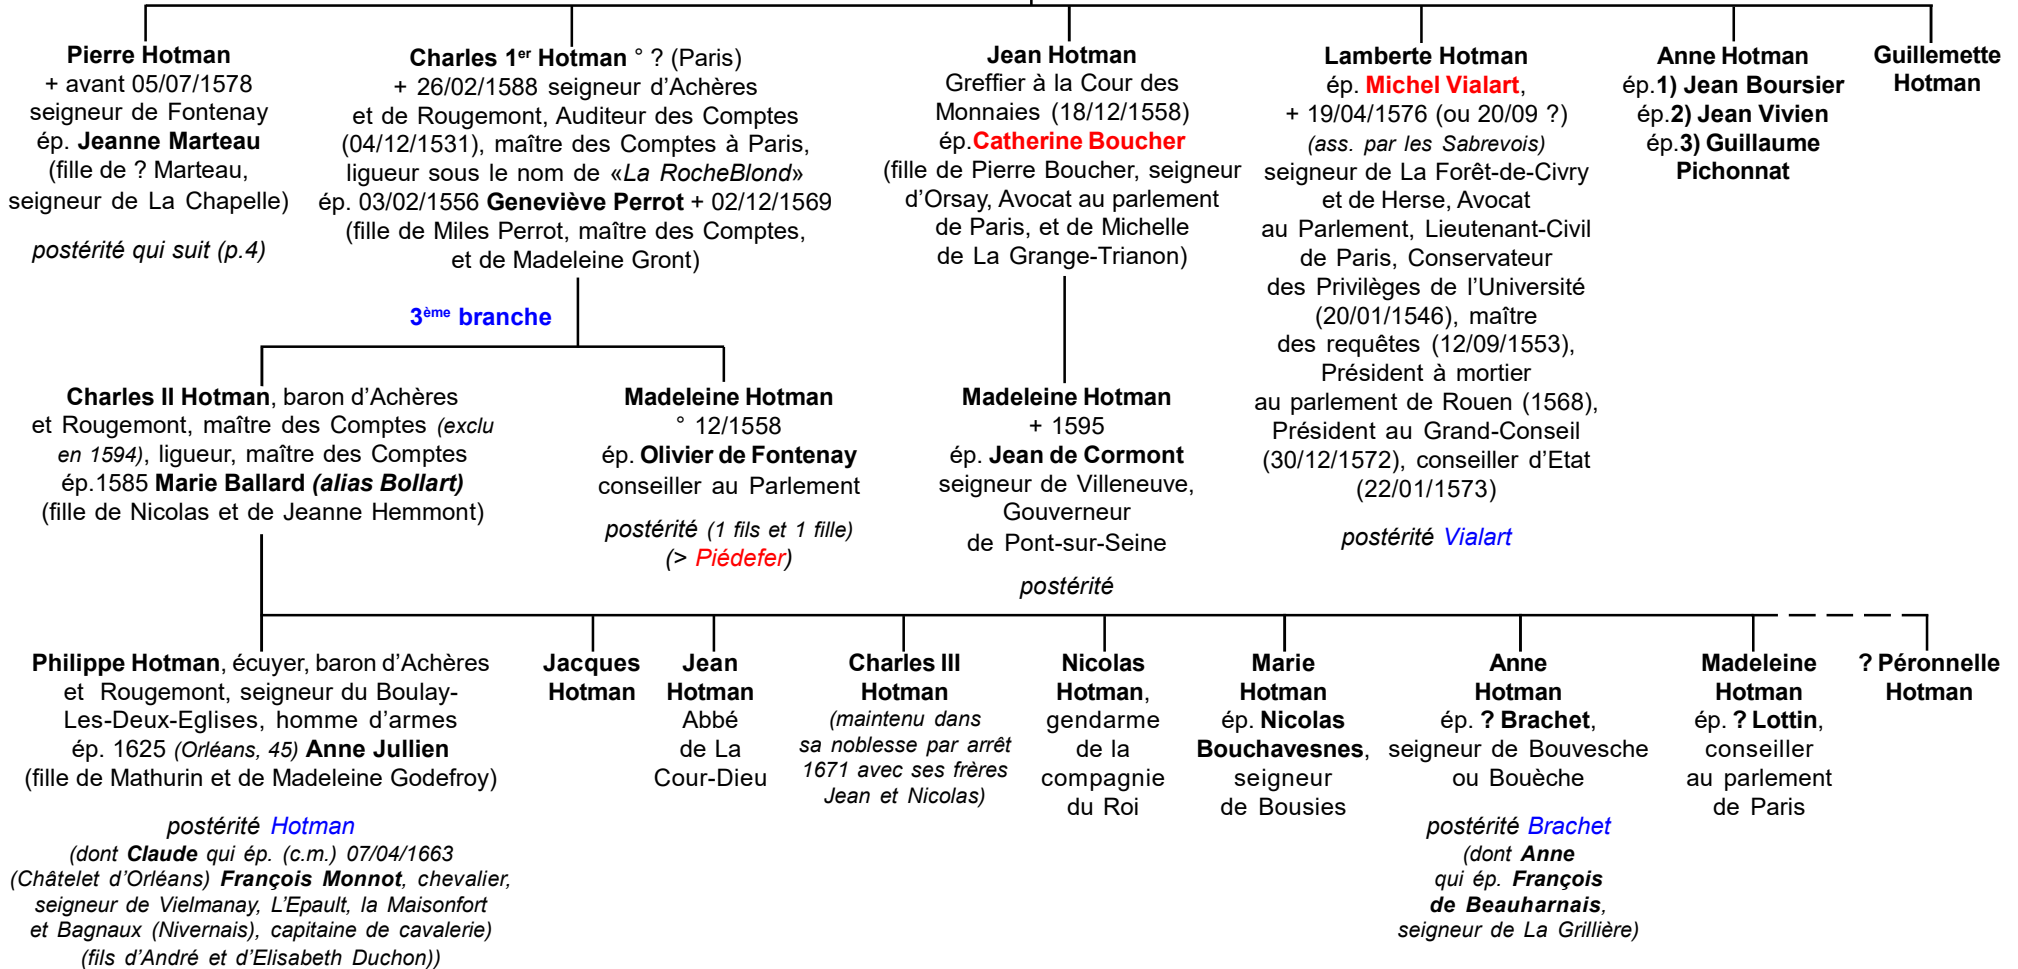 Pierre Hotman
+ avant 05/07/1578
seigneur de Fontenay
ép. Jeanne Marteau
(fille de ? Marteau,
seigneur de La Chapelle)
postérité qui suit (p.4)
Charles 1er Hotman ° ? (Paris)
+ 26/02/1588 seigneur d’Achères
et de Rougemont, Auditeur des Comptes
(04/12/1531), maître des Comptes à Paris,
ligueur sous le nom de «La RocheBlond»
ép. 03/02/1556 Geneviève Perrot + 02/12/1569
(fille de Miles Perrot, maître des Comptes,
et de Madeleine Gront)
Jean Hotman
Greffier à la Cour des
Monnaies (18/12/1558)
ép.Catherine Boucher
(fille de Pierre Boucher, seigneur
d’Orsay, Avocat au parlement
de Paris, et de Michelle
de La Grange-Trianon)
Lamberte Hotman
ép. Michel Vialart,
+ 19/04/1576 (ou 20/09 ?)
(ass. par les Sabrevois)
seigneur de La Forêt-de-Civry
et de Herse, Avocat
au Parlement, Lieutenant-Civil
de Paris, Conservateur
des Privilèges de l’Université
(20/01/1546), maître
des requêtes (12/09/1553),
Président à mortier
au parlement de Rouen (1568),
Président au Grand-Conseil
(30/12/1572), conseiller d’Etat
(22/01/1573)
postérité Vialart
Anne Hotman
ép.1) Jean Boursier
ép.2) Jean Vivien
ép.3) Guillaume
Pichonnat
Guillemette
Hotman
3ème branche
Charles II Hotman, baron d’Achères
et Rougemont, maître des Comptes (exclu
en 1594), ligueur, maître des Comptes
ép.1585 Marie Ballard (alias Bollart)
(fille de Nicolas et de Jeanne Hemmont)
Madeleine Hotman
° 12/1558
ép. Olivier de Fontenay
conseiller au Parlement
postérité (1 fils et 1 fille)
(> Piédefer)
Madeleine Hotman
+ 1595
ép. Jean de Cormont
seigneur de Villeneuve,
Gouverneur
de Pont-sur-Seine
postérité
Philippe Hotman, écuyer, baron d’Achères
et Rougemont, seigneur du Boulay-
Les-Deux-Eglises, homme d’armes
ép. 1625 (Orléans, 45) Anne Jullien
(fille de Mathurin et de Madeleine Godefroy)
postérité Hotman
(dont Claude qui ép. (c.m.) 07/04/1663
(Châtelet d’Orléans) François Monnot, chevalier,
seigneur de Vielmanay, L’Epault, la Maisonfort
et Bagnaux (Nivernais), capitaine de cavalerie)
(fils d’André et d’Elisabeth Duchon))
Jacques
Hotman
Jean
Hotman
Abbé
de La
Cour-Dieu
Charles III
Hotman
(maintenu dans
sa noblesse par arrêt
1671 avec ses frères
Jean et Nicolas)
Nicolas
Hotman,
gendarme
de la
compagnie
du Roi
Marie
Hotman
ép. Nicolas
Bouchavesnes,
seigneur
de Bousies
Anne
Hotman
ép. ? Brachet,
seigneur de Bouvesche
ou Bouèche
postérité Brachet
(dont Anne
qui ép. François
de Beauharnais,
seigneur de La Grillière)
Madeleine
Hotman
ép. ? Lottin,
conseiller
au parlement
de Paris
? Péronnelle
Hotman